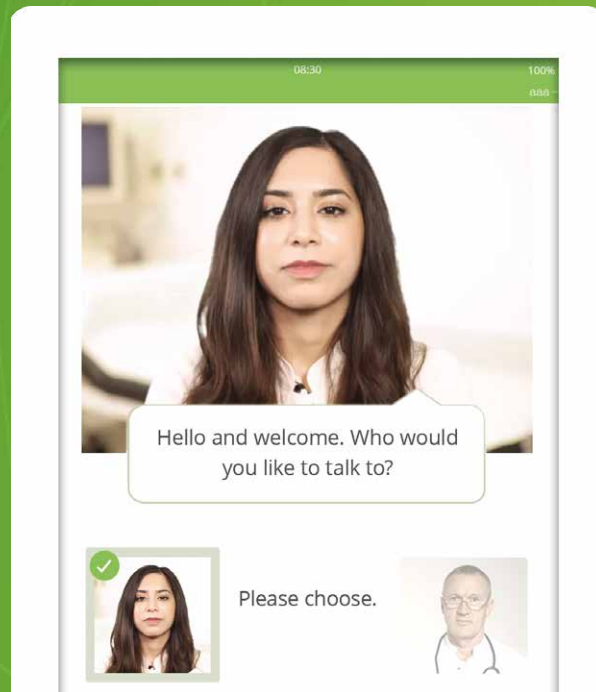 08:30
100%
Hello and welcome. Who would
you like to talk to?
Please choose.